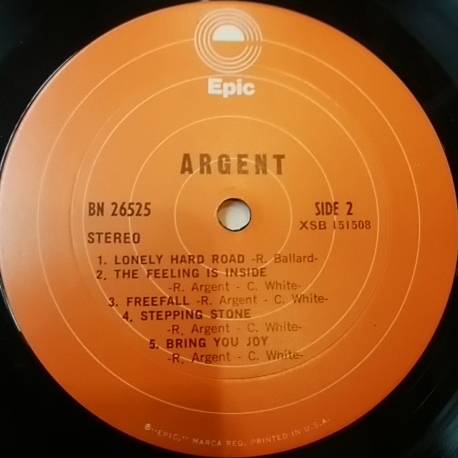 Epic
ARGENT
BN 26525 SIDE 2
XSB 151508
STEREO
1. LONELY HARD ROAD -R. Ballard-
2. THE FEELING IS INSIDE
-R. Argent - C. White-
3. FREEFALL -R. Argent - C. White-
4. STEPPING STONE
-R. Argent - C. White-
5. BRING YOU JOY
-R. Argent - C. White-
℗"EPIC," MARCA REG. PRINTED IN U.S.A.